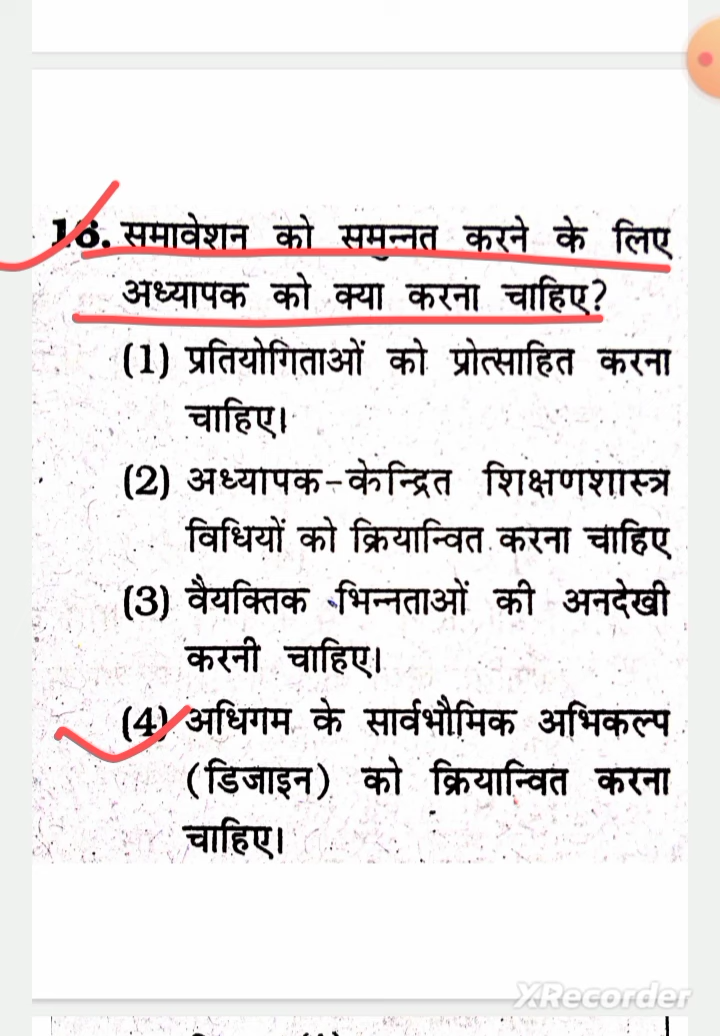 16. समावेशन को समुन्नत करने के लिए
अध्यापक को क्या करना चाहिए?
(1) प्रतियोगिताओं को प्रोत्साहित करना
चाहिए।
(2) अध्यापक-केन्द्रित शिक्षणशास्त्र
विधियों को क्रियान्वित करना चाहिए
(3) वैयक्तिक भिन्नताओं की अनदेखी
करनी चाहिए।
(4) अधिगम के सार्वभौमिक अभिकल्प
(डिजाइन) को क्रियान्वित करना
चाहिए।
XRecorder